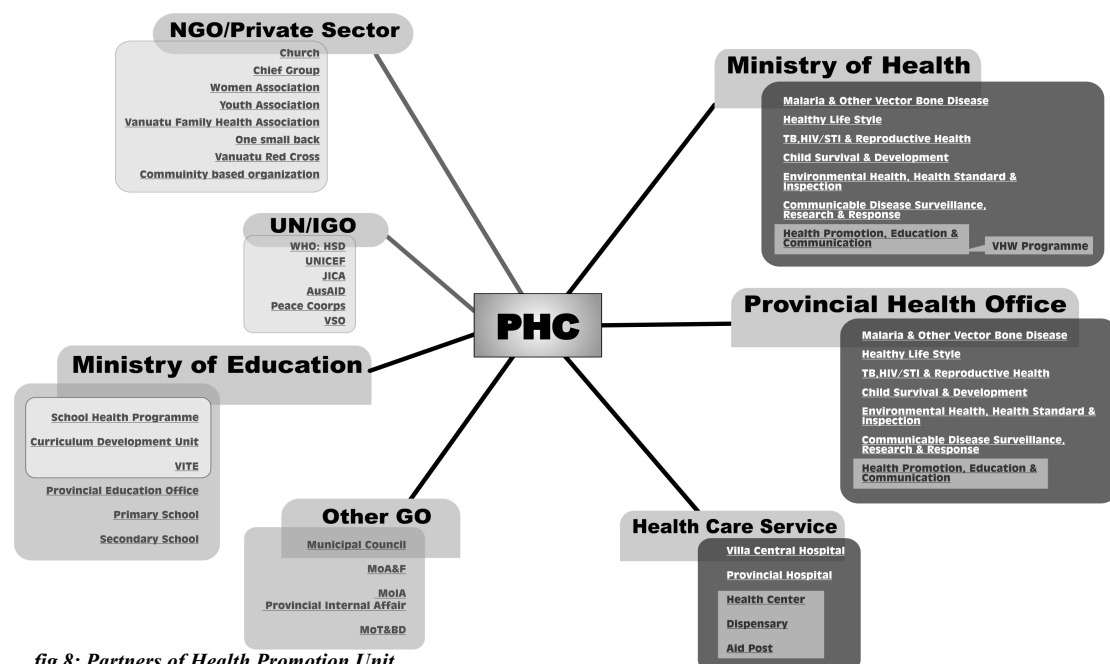 NGO/Private Sector
Church
Chief Group
Women Association
Youth Association
Vanuatu Family Health Association
One small back
Vanuatu Red Cross
Commuinity based organization
UN/IGO
WHO: HSD
UNICEF
JICA
AusAID
Peace Coorps
VSO
Ministry of Education
School Health Programme
Curriculum Development Unit
VITE
Provincial Education Office
Primary School
Secondary School
Other GO
Municipal Council
MoA&F
MoIA
Provincial Internal Affair
MoT&BD
PHC
Ministry of Health
Malaria & Other Vector Bone Disease
Healthy Life Style
TB,HIV/STI & Reproductive Health
Child Survival & Development
Environmental Health, Health Standard &
Inspection
Communicable Disease Surveillance,
Research & Response
Health Promotion, Education &
Communication
VHW Programme
Provincial Health Office
Malaria & Other Vector Bone Disease
Healthy Life Style
TB,HIV/STI & Reproductive Health
Child Survival & Development
Environmental Health, Health Standard &
Inspection
Communicable Disease Surveillance,
Research & Response
Health Promotion, Education &
Communication
Health Care Service
Villa Central Hospital
Provincial Hospital
Health Center
Dispensary
Aid Post
fig 8: Partners of Health Promotion Unit